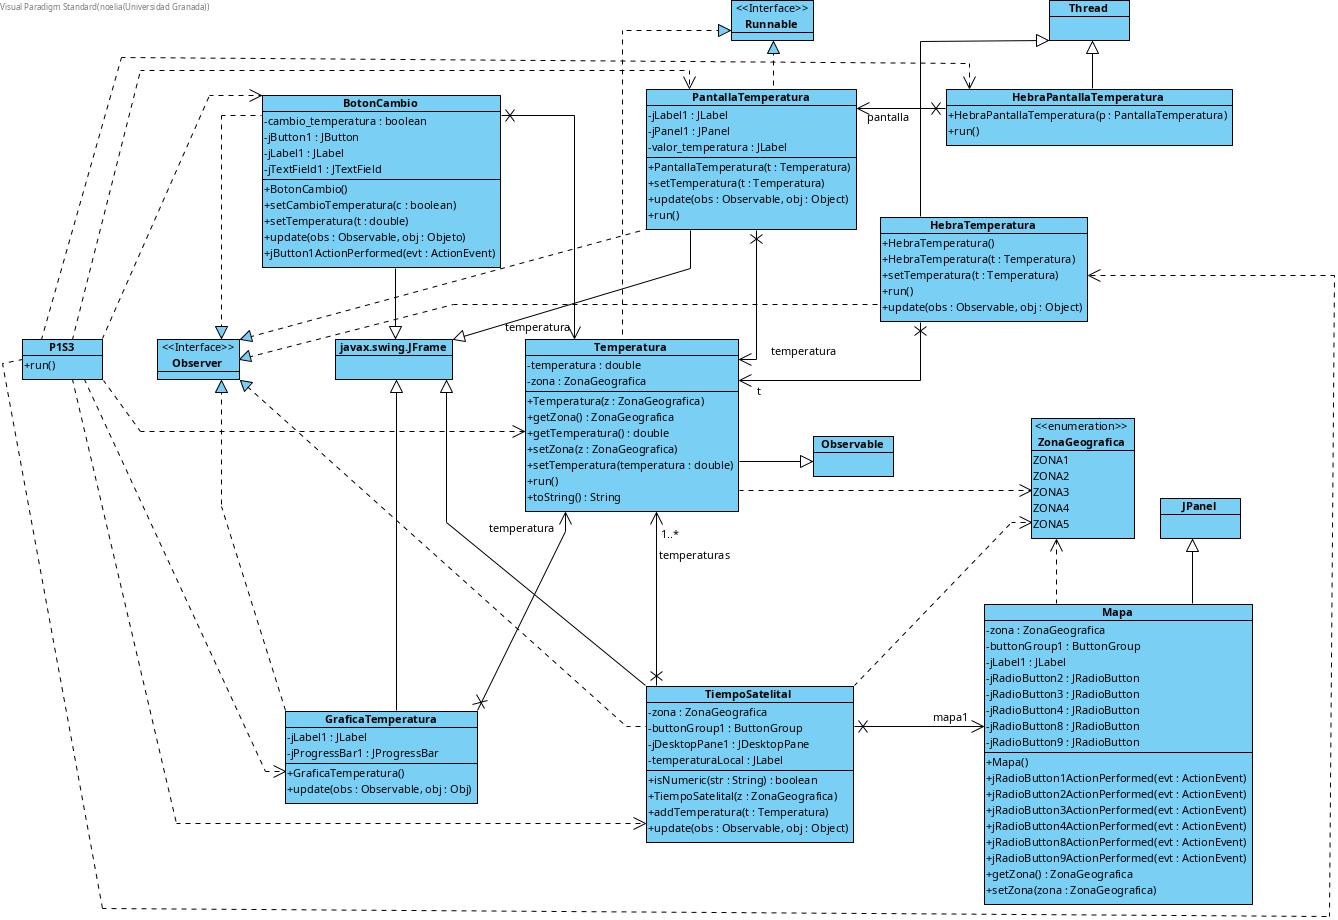 Visual Paradigm Standard(noelia(Universidad Granada))
<<Interface>>
Runnable
Thread
BotonCambio
-cambio_temperatura : boolean
-jButton1 : JButton
-jLabel1 : JLabel
-jTextField1 : JTextField
+BotonCambio()
+setCambioTemperatura(c : boolean)
+setTemperatura(t : double)
+update(obs : Observable, obj : Objeto)
+jButton1ActionPerformed(evt : ActionEvent)
PantallaTemperatura
-jLabel1 : JLabel
-jPanel1 : JPanel
-valor_temperatura : JLabel
+PantallaTemperatura(t : Temperatura)
+setTemperatura(t : Temperatura)
+update(obs : Observable, obj : Object)
+run()
pantalla
HebraPantallaTemperatura
+HebraPantallaTemperatura(p : PantallaTemperatura)
+run()
HebraTemperatura
+HebraTemperatura()
+HebraTemperatura(t : Temperatura)
+setTemperatura(t : Temperatura)
+run()
+update(obs : Observable, obj : Object)
P1S3
+run()
<<Interface>>
Observer
javax.swing.JFrame
temperatura
Temperatura
-temperatura : double
-zona : ZonaGeografica
+Temperatura(z : ZonaGeografica)
+getZona() : ZonaGeografica
+getTemperatura() : double
+setZona(z : ZonaGeografica)
+setTemperatura(temperatura : double)
+run()
+toString() : String
temperatura
t
Observable
<<enumeration>>
ZonaGeografica
ZONA1
ZONA2
ZONA3
ZONA4
ZONA5
JPanel
temperatura
1..*
temperaturas
GraficaTemperatura
-jLabel1 : JLabel
-jProgressBar1 : JProgressBar
+GraficaTemperatura()
+update(obs : Observable, obj : Obj)
TiempoSatelital
-zona : ZonaGeografica
-buttonGroup1 : ButtonGroup
-jDesktopPane1 : JDesktopPane
-temperaturaLocal : JLabel
+isNumeric(str : String) : boolean
+TiempoSatelital(z : ZonaGeografica)
+addTemperatura(t : Temperatura)
+update(obs : Observable, obj : Object)
mapa1
Mapa
-zona : ZonaGeografica
-buttonGroup1 : ButtonGroup
-jLabel1 : JLabel
-jRadioButton2 : JRadioButton
-jRadioButton3 : JRadioButton
-jRadioButton4 : JRadioButton
-jRadioButton8 : JRadioButton
-jRadioButton9 : JRadioButton
+Mapa()
+jRadioButton1ActionPerformed(evt : ActionEvent)
+jRadioButton2ActionPerformed(evt : ActionEvent)
+jRadioButton3ActionPerformed(evt : ActionEvent)
+jRadioButton4ActionPerformed(evt : ActionEvent)
+jRadioButton8ActionPerformed(evt : ActionEvent)
+jRadioButton9ActionPerformed(evt : ActionEvent)
+getZona() : ZonaGeografica
+setZona(zona : ZonaGeografica)